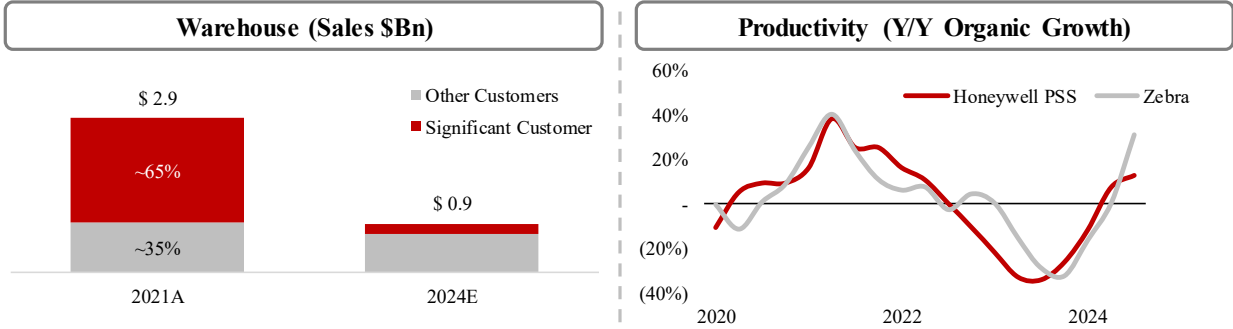 Warehouse (Sales $Bn)
$ 2.9
Other Customers
Significant Customer
~65%
$ 0.9
~35%
2021A
2024E
Productivity (Y/Y Organic Growth)
60%
Honeywell PSS
Zebra
40%
20%
-
(20%)
(40%)
2020
2022
2024